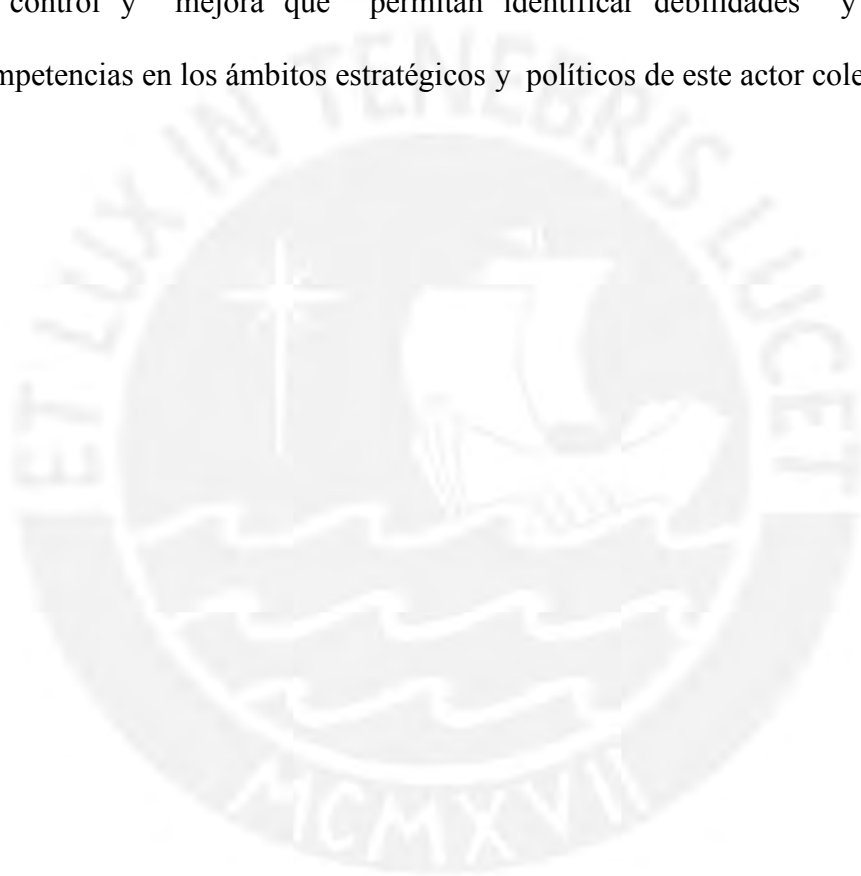 control y mejora que permitan identificar debilidades y
mpetencias en los ámbitos estratégicos y políticos de este actor cole
ET LUX IN TENEBRIS LUCET
MCMXVII